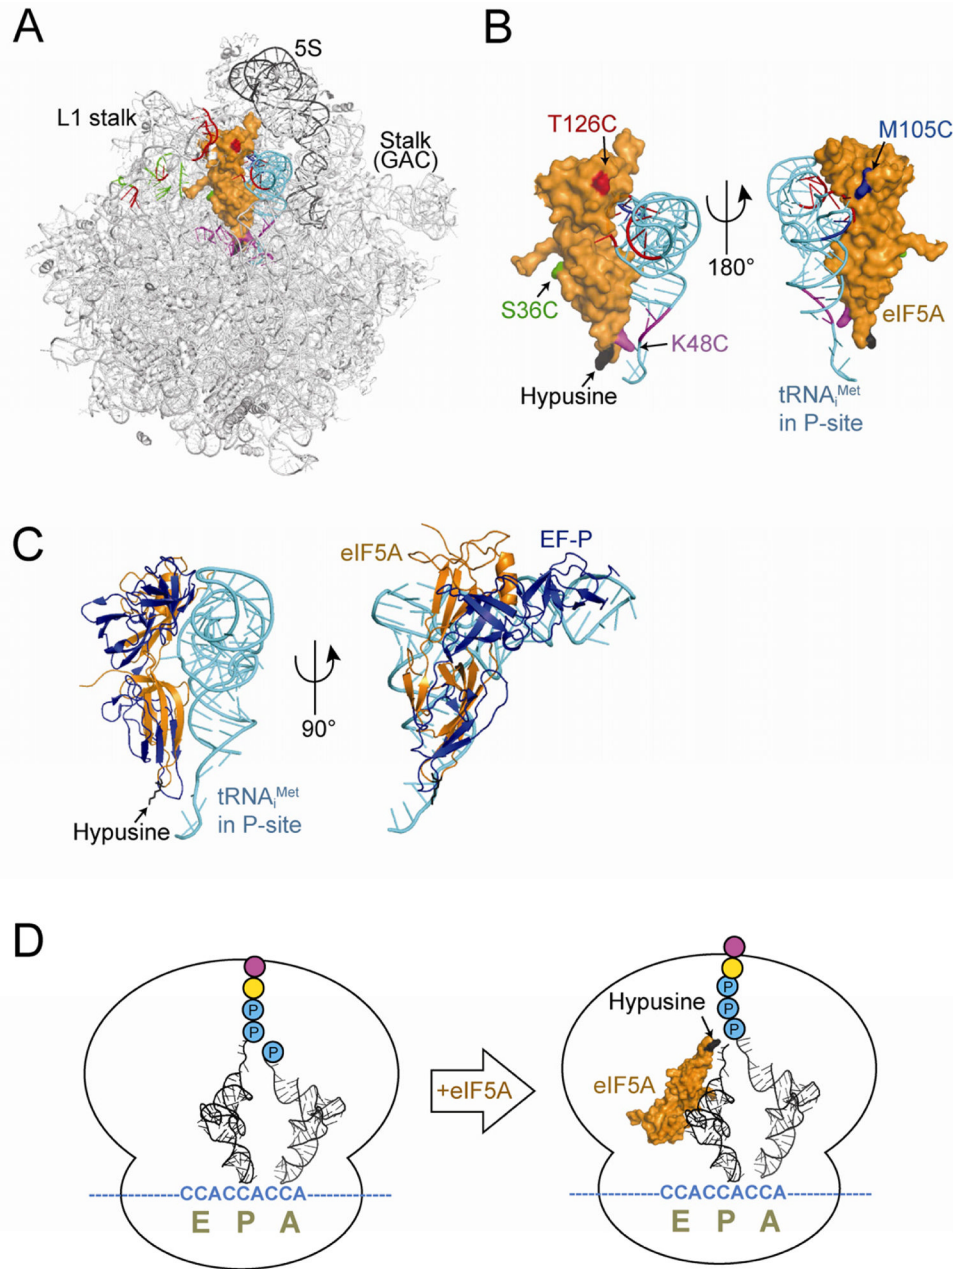 A
5S
L1 stalk
Stalk
(GAC)
B
T126C
M105C
180°
S36C
K48C
eIF5A
Hypusine
tRNAiMet
in P-site
C
eIF5A
EF-P
90°
tRNAiMet
in P-site
Hypusine
D
P
P
P
CCACCACCA
E P A
+eIF5A
Hypusine
P
P
P
eIF5A
CCACCACCA
E P A